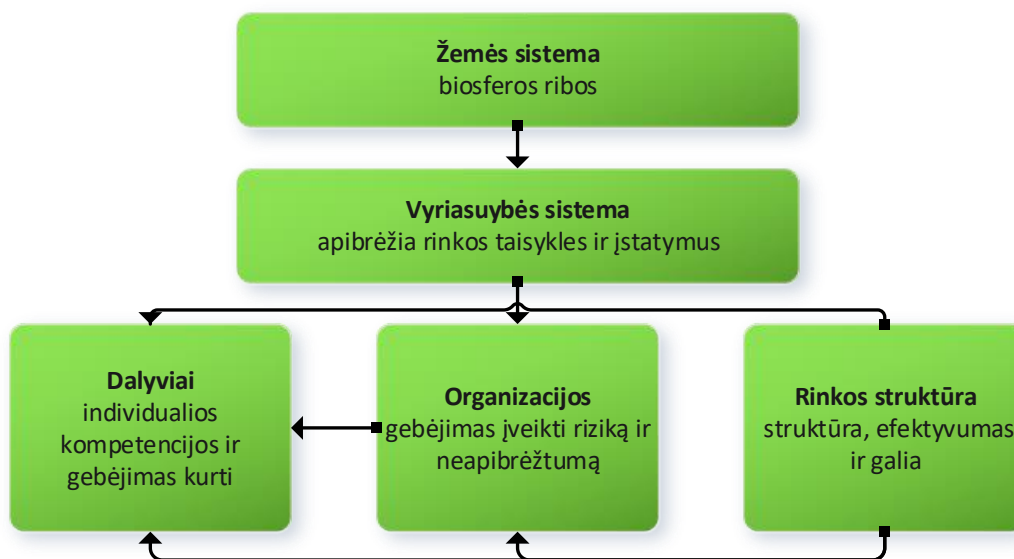 Žemės sistema
biosferos ribos
Vyriasuybės sistema
apibrėžia rinkos taisykles ir įstatymus
Dalyviai
individualios
kompetencijos ir
gebėjimas kurti
Organizacijos
gebėjimas įveikti riziką ir
neapibrėžtumą
Rinkos struktūra
struktūra, efektyvumas
ir galia